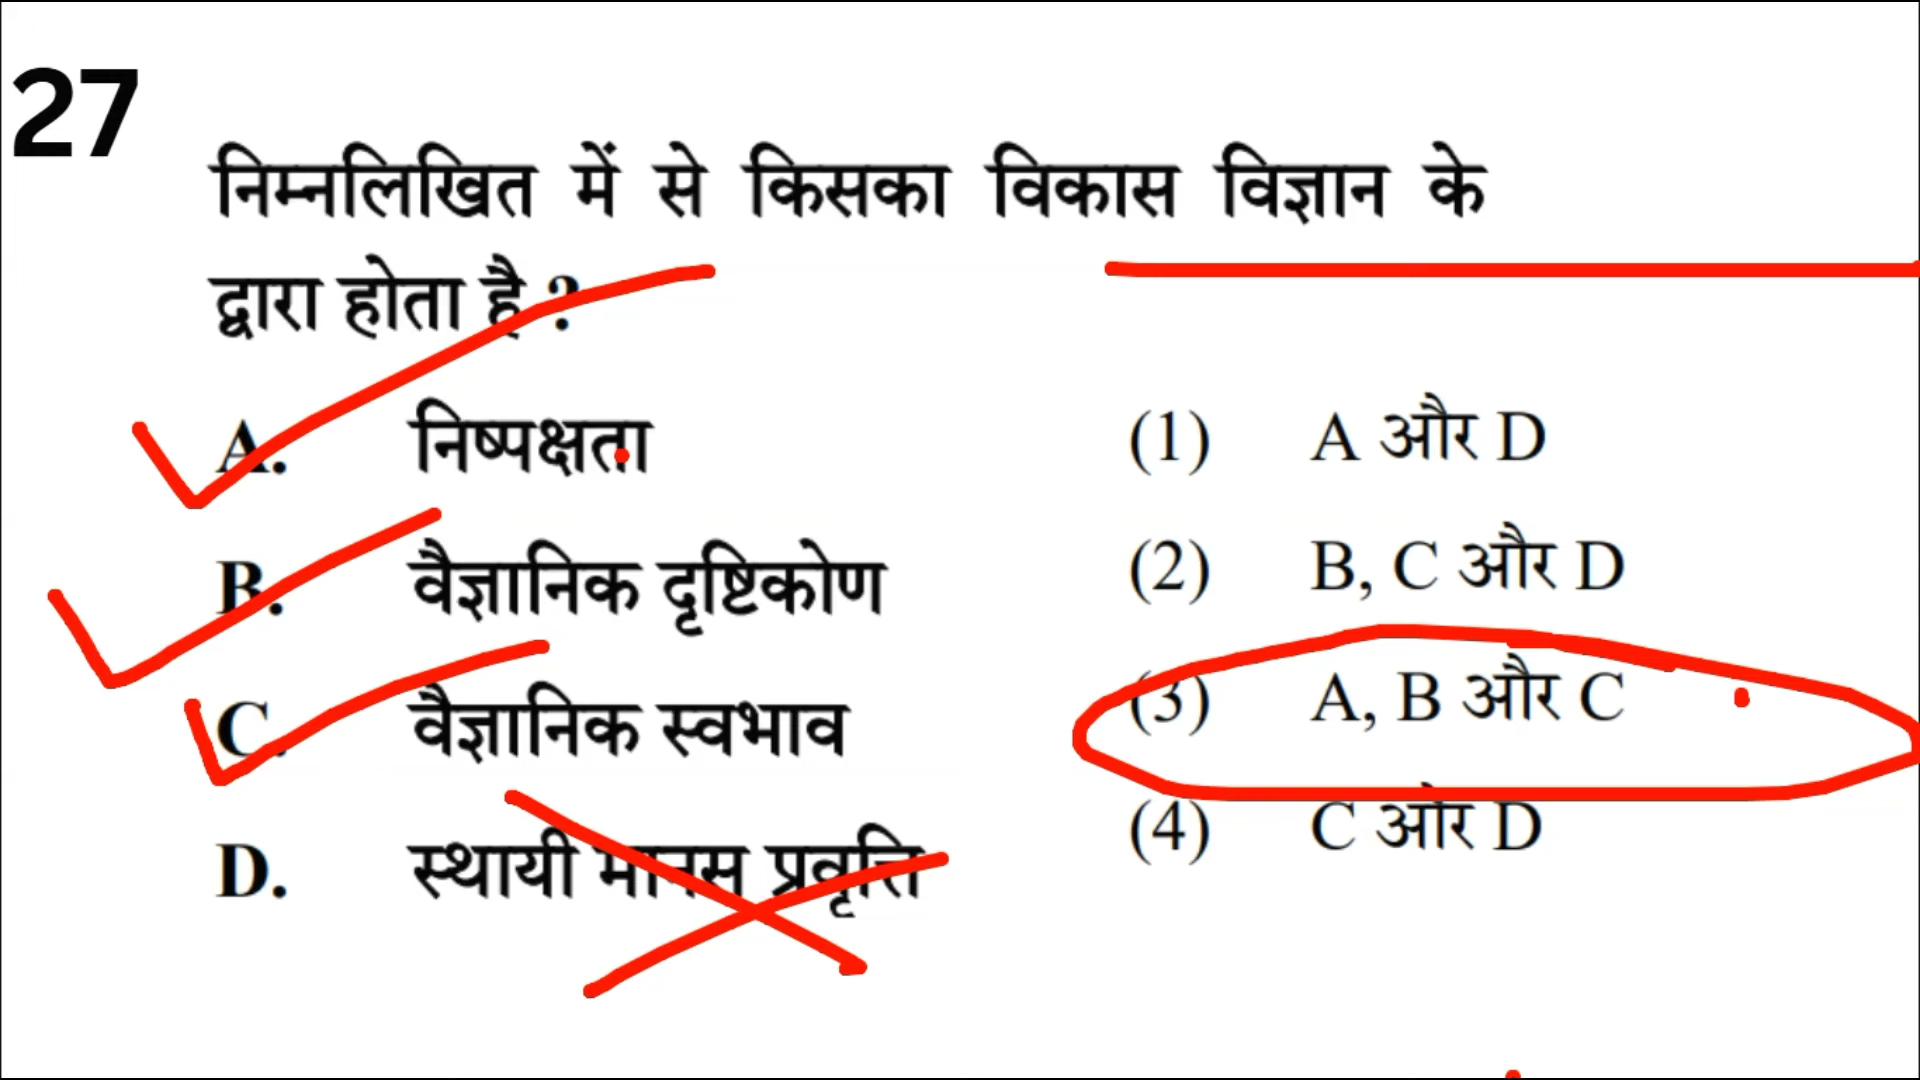 27
निम्नलिखित में से किसका विकास विज्ञान के
द्वारा होता है ?
A. निष्पक्षता
B. वैज्ञानिक दृष्टिकोण
C. वैज्ञानिक स्वभाव
D. स्थायी मानस प्रवृत्ति
(1) A और D
(2) B, C और D
(3) A, B और C
(4) C और D